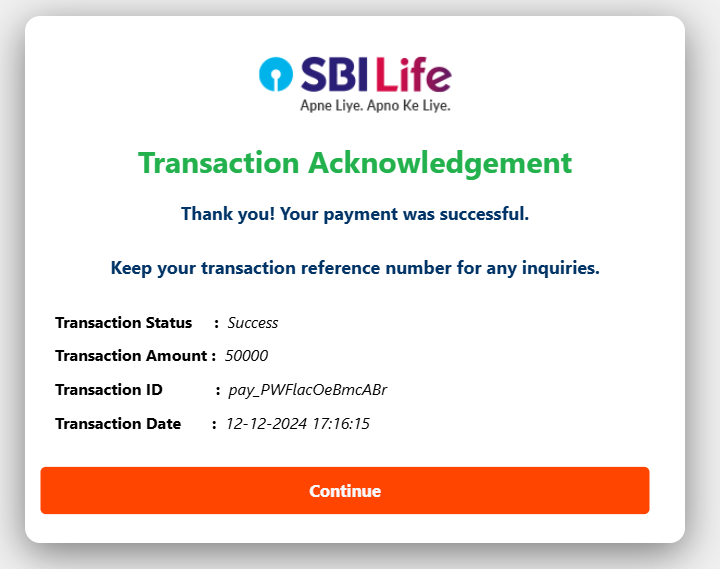 SBI Life
Apne Liye. Apno Ke Liye.
Transaction Acknowledgement
Thank you! Your payment was successful.
Keep your transaction reference number for any inquiries.
Transaction Status : Success
Transaction Amount : 50000
Transaction ID : pay_PWFlacOeBmcABr
Transaction Date : 12-12-2024 17:16:15
Continue